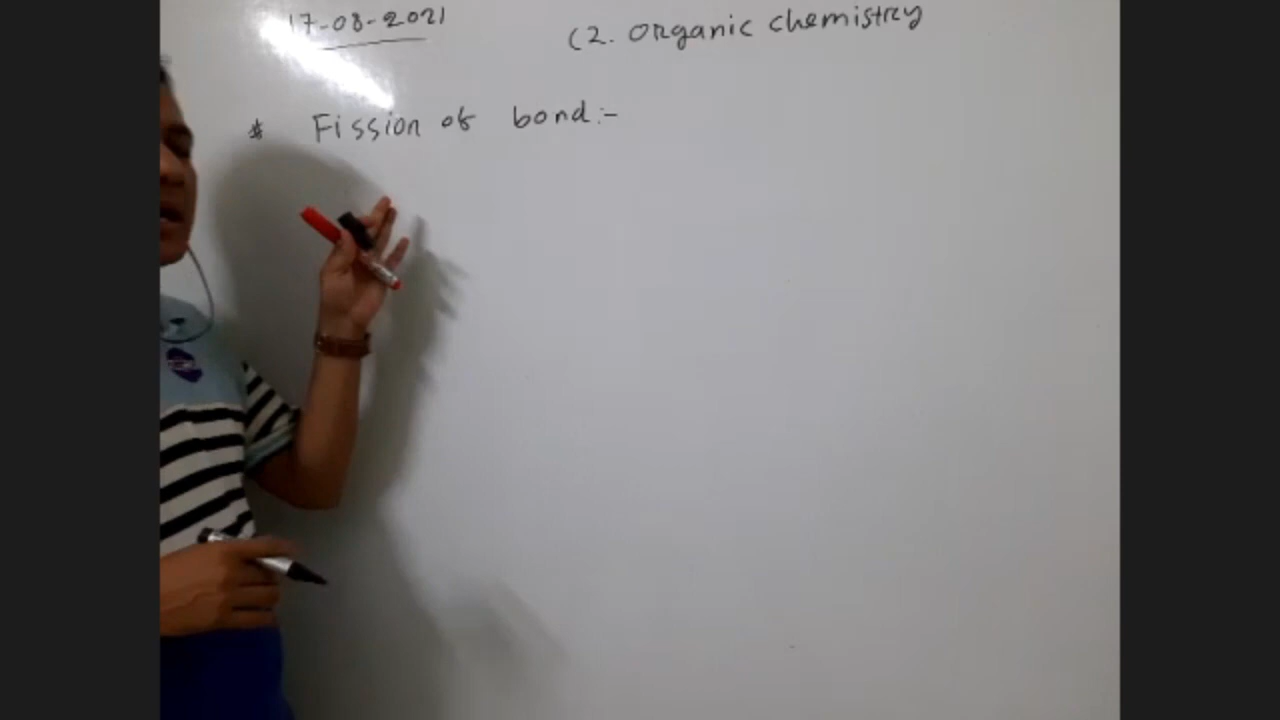 17-08-2021
(2. Organic chemistry
* Fission of bond:-